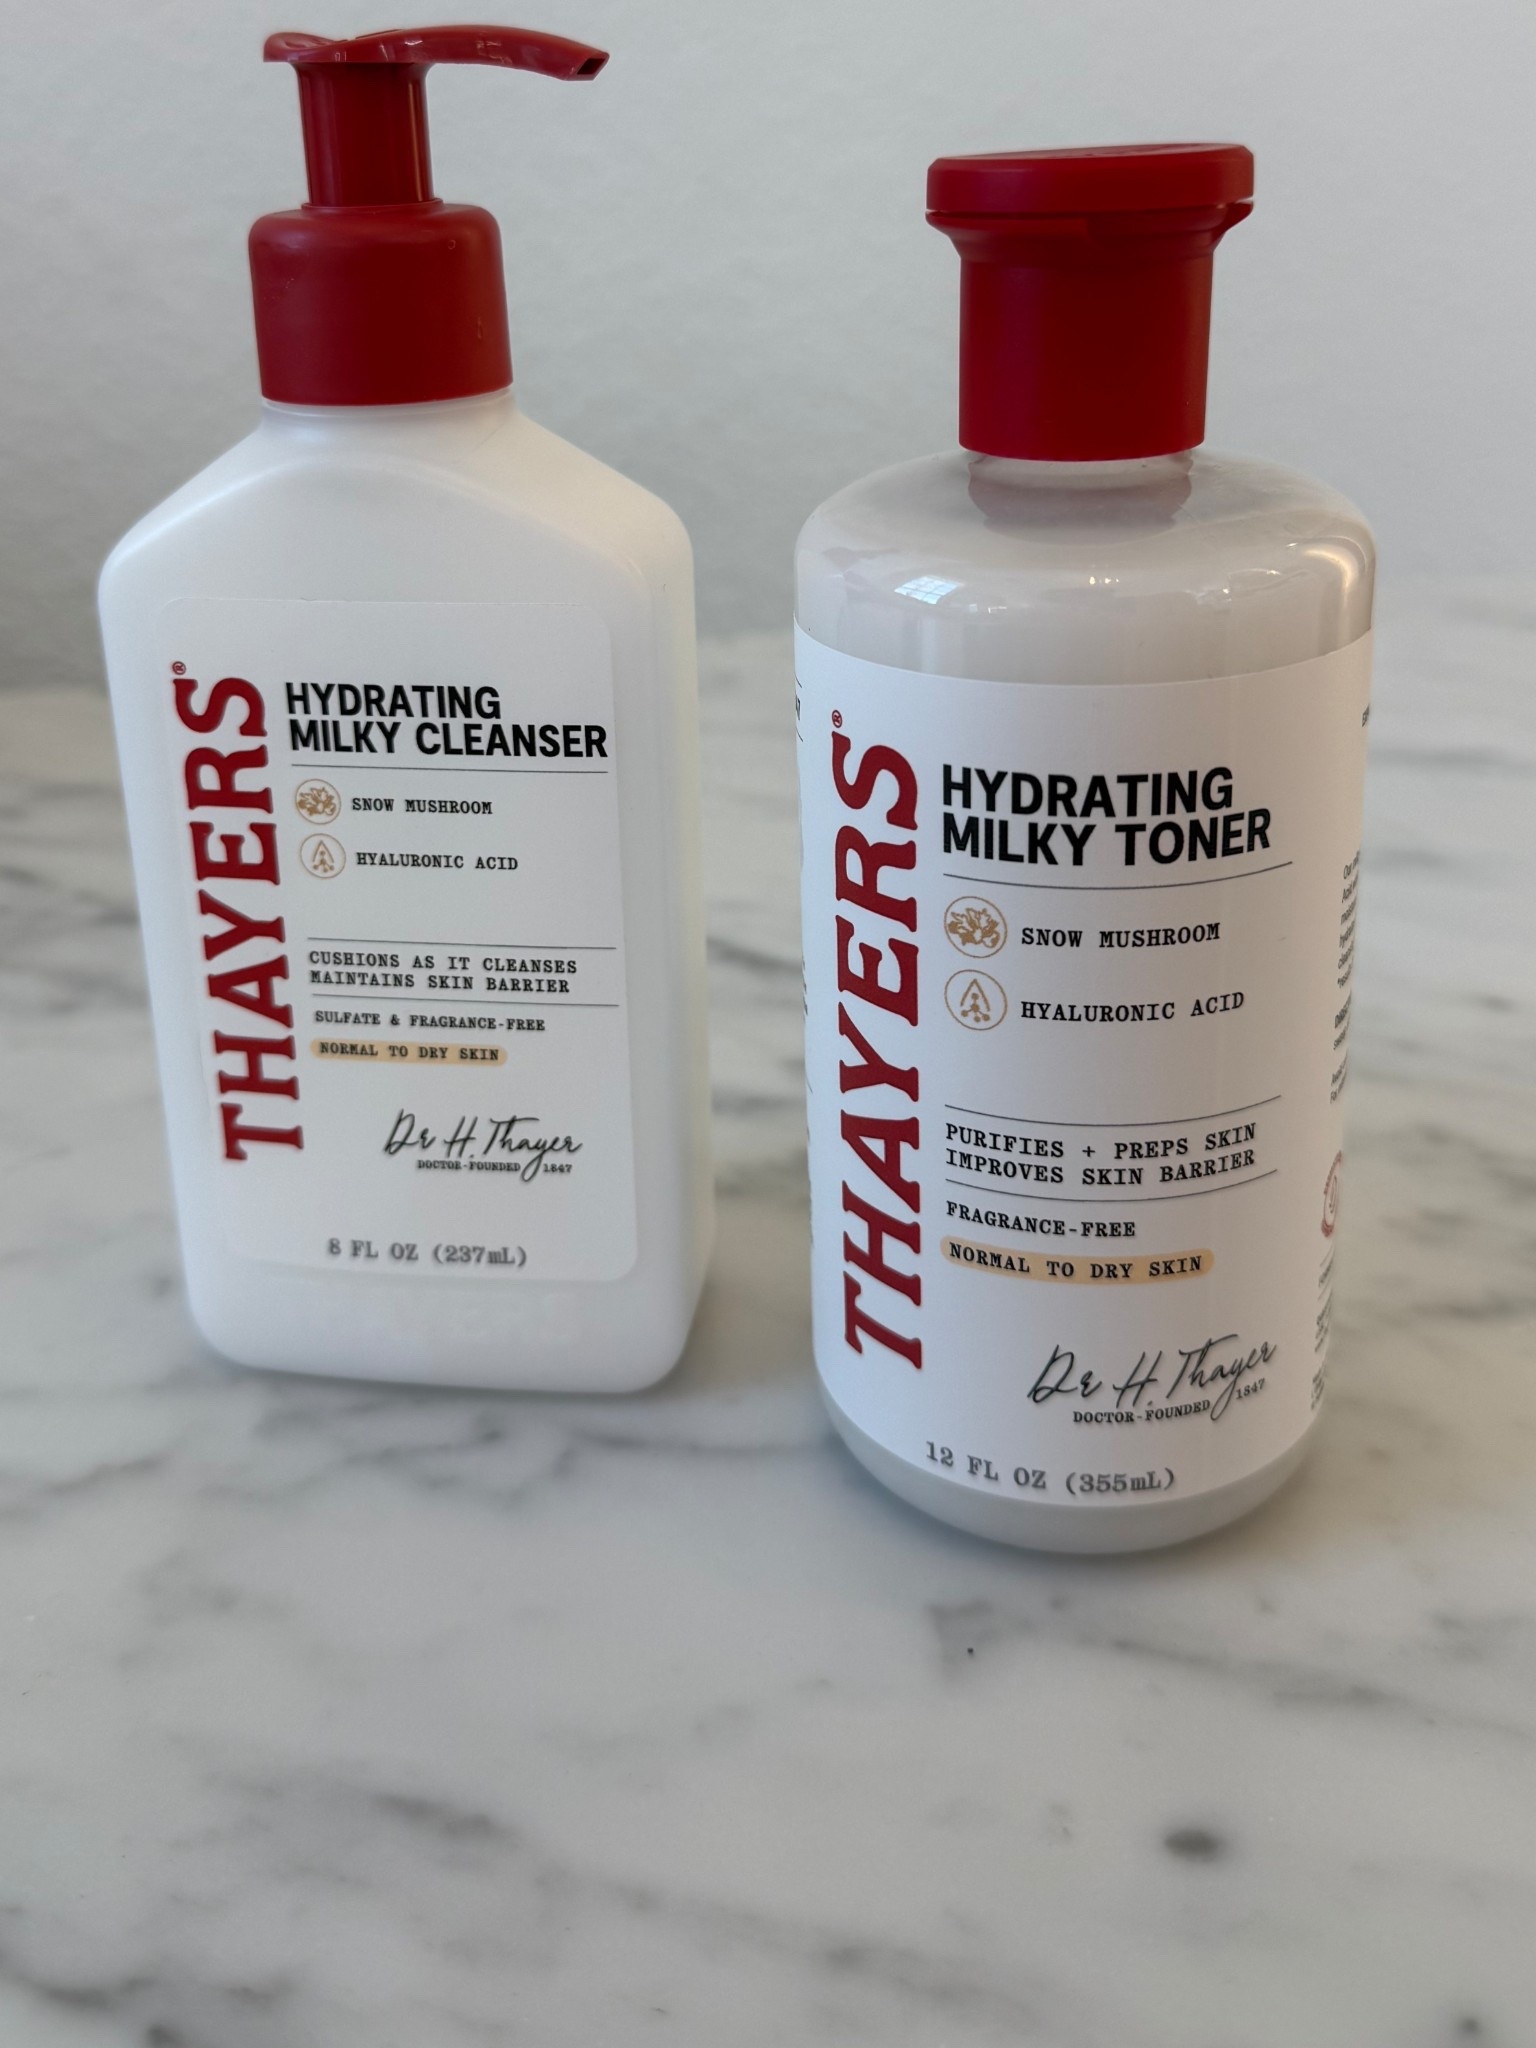 THAYERS®
HYDRATING
MILKY CLEANSER
SNOW MUSHROOM
HYALURONIC ACID
CUSHIONS AS IT CLEANSES
MAINTAINS SKIN BARRIER
SULFATE & FRAGRANCE-FREE
NORMAL TO DRY SKIN
Dr H. Thayer
DOCTOR-FOUNDED 1847
8 FL OZ (237mL)
THAYERS®
HYDRATING
MILKY TONER
SNOW MUSHROOM
HYALURONIC ACID
PURIFIES + PREPS SKIN
IMPROVES SKIN BARRIER
FRAGRANCE-FREE
NORMAL TO DRY SKIN
Dr H. Thayer
DOCTOR-FOUNDED 1847
12 FL OZ (355mL)